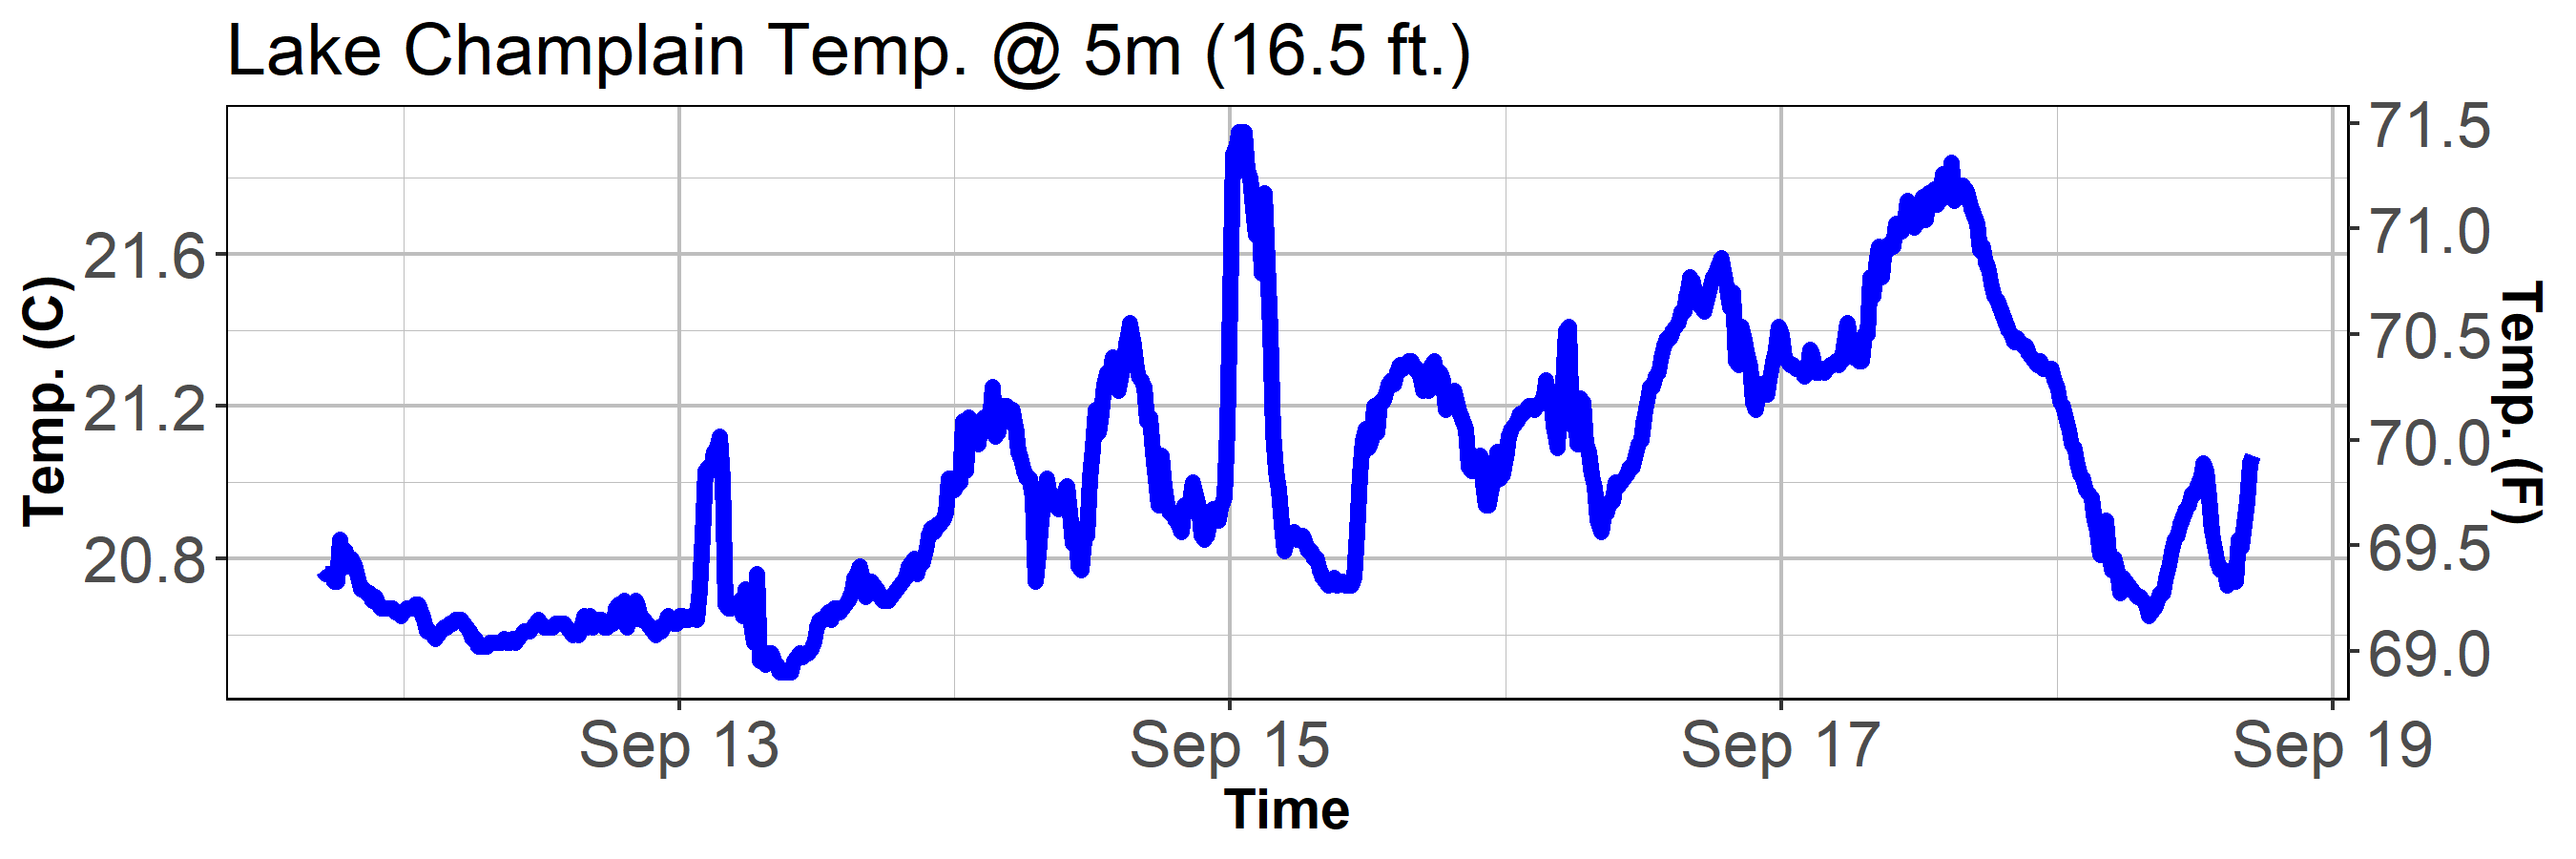 Lake Champlain Temp. @ 5m (16.5 ft.)
Temp. (C)
21.6
21.2
20.8
71.5
71.0
70.5
70.0
69.5
69.0
Temp. (F)
Sep 13
Sep 15
Sep 17
Sep 19
Time